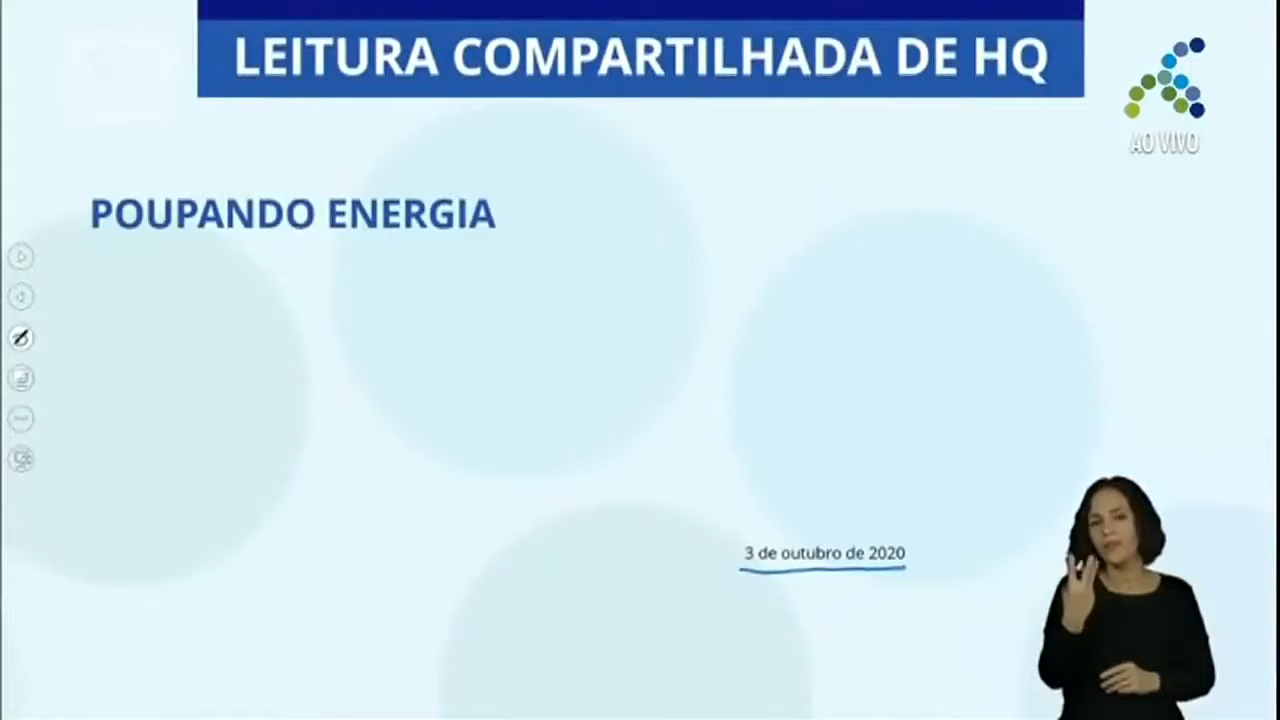 LEITURA COMPARTILHADA DE HQ
AO VIVO
POUPANDO ENERGIA
3 de outubro de 2020